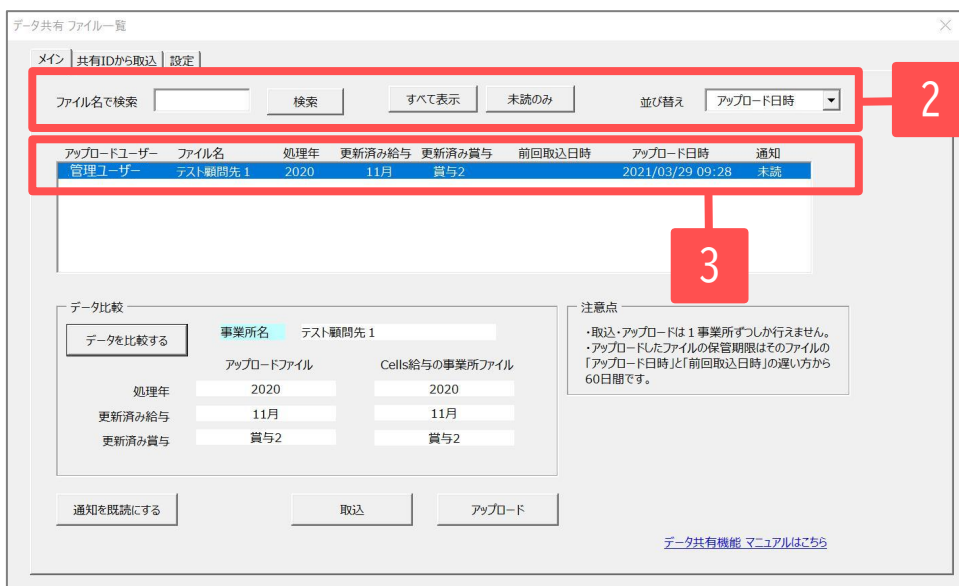 データ共有 ファイル一覧
メイン 共有IDから取込 設定
ファイル名で検索 検索 すべて表示 未読のみ 並び替え アップロード日時
2
アップロードユーザー ファイル名 処理年 更新済み給与 更新済み賞与 前回取込日時 アップロード日時 通知
管理ユーザー テスト顧問先1 2020 11月 賞与2 2021/03/29 09:28 未読
3
データ比較
データを比較する 事業所名 テスト顧問先1
アップロードファイル Cells給与の事業所ファイル
処理年 2020 2020
更新済み給与 11月 11月
更新済み賞与 賞与2 賞与2
注意点
・取込・アップロードは1事業所ずつしか行えません。
・アップロードしたファイルの保管期限はそのファイルの
「アップロード日時」と「前回取込日時」の遅い方から
60日間です。
通知を既読にする 取込 アップロード
データ共有機能 マニュアルはこちら